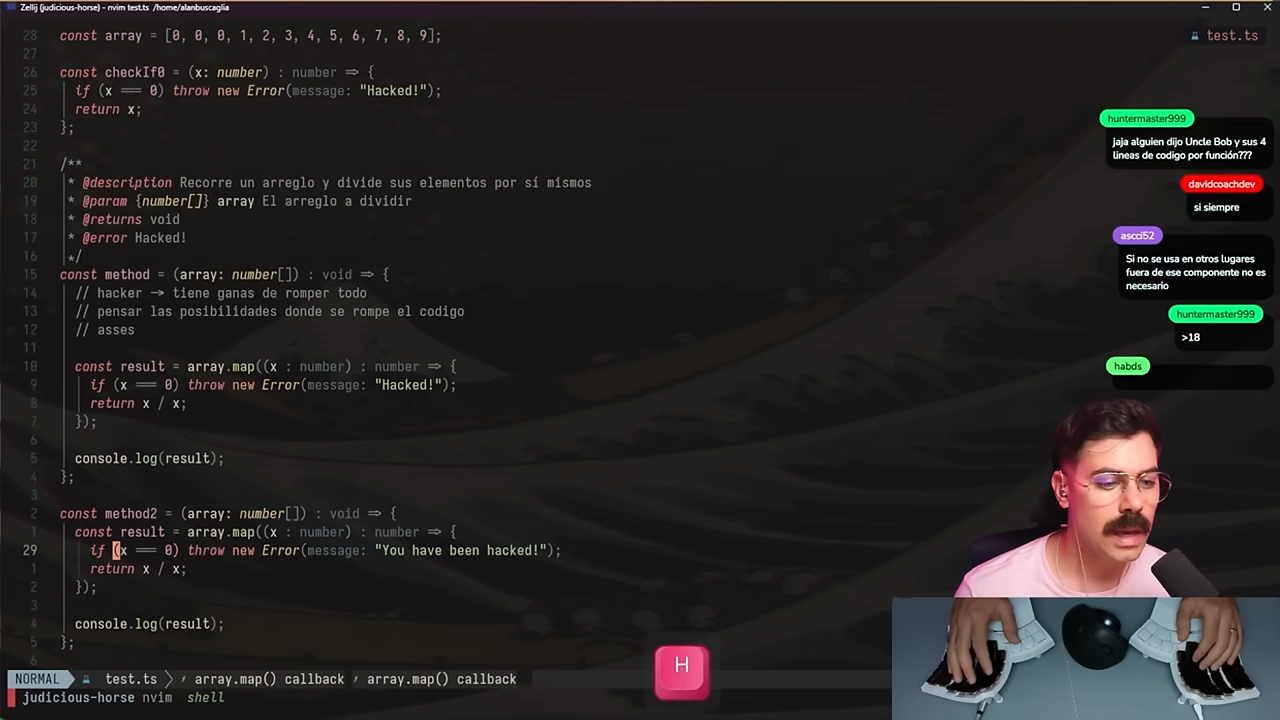 Zellij (judicious-horse) - nvim test.ts /home/alanbuscaglia
test.ts
28 const array = [0, 0, 0, 1, 2, 3, 4, 5, 6, 7, 8, 9];
27
26 const checkIf0 = (x: number) : number => {
25 if (x === 0) throw new Error(message: "Hacked!");
24 return x;
23 };
22
21 /**
20 * @description Recorre un arreglo y divide sus elementos por sí mismos
19 * @param {number[]} array El arreglo a dividir
18 * @returns void
17 * @error Hacked!
16 */
15 const method = (array: number[]) : void => {
14 // hacker -> tiene ganas de romper todo
13 // pensar las posibilidades donde se rompe el codigo
12 // asses
11
10 const result = array.map((x : number) : number => {
9 if (x === 0) throw new Error(message: "Hacked!");
8 return x / x;
7 });
6
5 console.log(result);
4 };
3
2 const method2 = (array: number[]) : void => {
1 const result = array.map((x : number) : number => {
29 if (x === 0) throw new Error(message: "You have been hacked!");
1 return x / x;
2 });
3
4 console.log(result);
5 };
6
NORMAL test.ts array.map() callback array.map() callback
judicious-horse nvim shell
huntermaster999
jaja alguien dijo Uncle Bob y sus 4
lineas de codigo por función???
davidcoachdev
si siempre
ascci52
Si no se usa en otros lugares
fuera de ese componente no es
necesario
huntermaster999
>18
habds
H